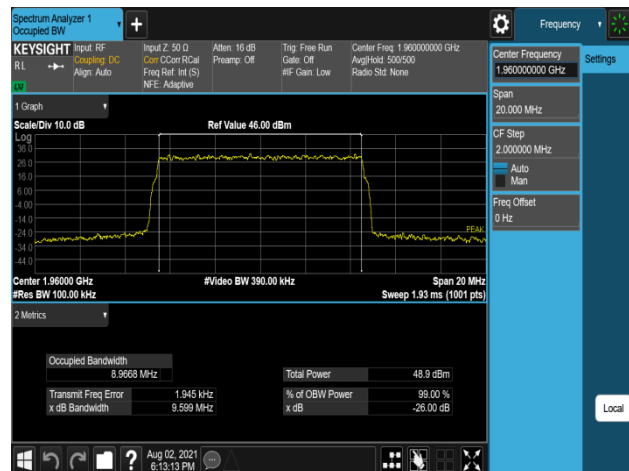 Spectrum Analyzer 1
Occupied BW
Frequency
KEYSIGHT
RL
LW
Input: RF
Coupling: DC
Align: Auto
Input Z: 50 Ω
Corr CCorr RCal
Freq Ref: Int (S)
NFE: Adaptive
Atten: 16 dB
Preamp: Off
Trig: Free Run
Gate: Off
#IF Gain: Low
Center Freq: 1.960000000 GHz
Avg|Hold: 500/500
Radio Std: None
Center Frequency
1.960000000 GHz
Settings
Span
20.000 MHz
CF Step
2.000000 MHz
Auto
Man
Freq Offset
0 Hz
Local
1 Graph
Scale/Div 10.0 dB
Ref Value 46.00 dBm
Log
36.0
26.0
16.0
6.00
-4.00
-14.0
-24.0
-34.0
-44.0
PEAK
Center 1.96000 GHz
#Video BW 390.00 kHz
Span 20 MHz
#Res BW 100.00 kHz
Sweep 1.93 ms (1001 pts)
2 Metrics
Occupied Bandwidth
8.9668 MHz
Total Power 48.9 dBm
Transmit Freq Error 1.945 kHz
% of OBW Power 99.00 %
x dB Bandwidth 9.599 MHz
x dB -26.00 dB
Aug 02, 2021
6:13:13 PM